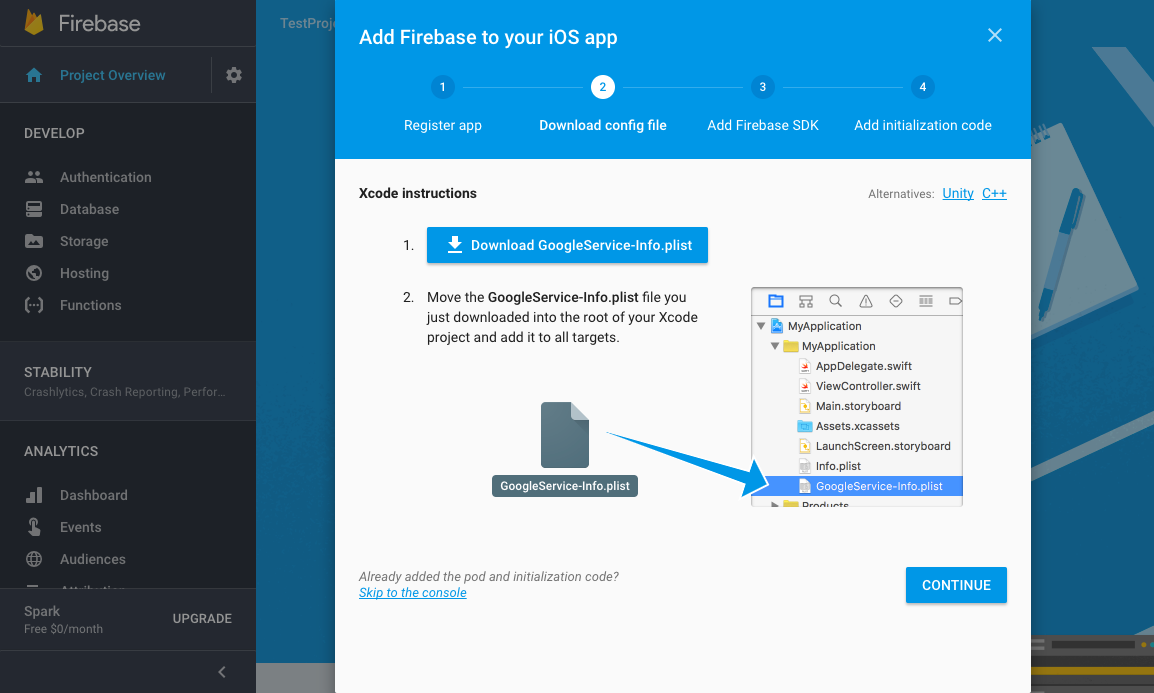 Firebase
Project Overview
DEVELOP
Authentication
Database
Storage
Hosting
Functions
STABILITY
Crashlytics, Crash Reporting, Perfor...
ANALYTICS
Dashboard
Events
Audiences
Attribution
Spark
Free $0/month
UPGRADE
TestProj
Add Firebase to your iOS app
1
2
3
4
Register app
Download config file
Add Firebase SDK
Add initialization code
Xcode instructions
Alternatives: Unity C++
1. Download GoogleService-Info.plist
2. Move the GoogleService-Info.plist file you
just downloaded into the root of your Xcode
project and add it to all targets.
GoogleService-Info.plist
MyApplication
MyApplication
AppDelegate.swift
ViewController.swift
Main.storyboard
Assets.xcassets
LaunchScreen.storyboard
Info.plist
GoogleService-Info.plist
Products
Already added the pod and initialization code?
Skip to the console
CONTINUE